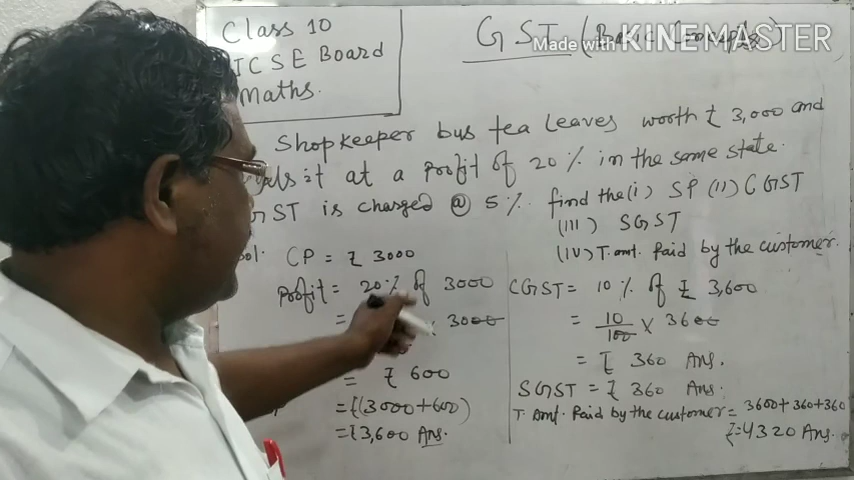 Class 10
ICSE Board
Maths.
GST (Basic Concepts)
Made with KINEMASTER
Shopkeeper bus tea leaves worth ₹ 3,000 and
it at a profit of 20% in the same state.
GST is charged @ 5%. find the (i) SP (II) CGST
(III) SGST
(IV) T. amt. Paid by the customer.
CP = ₹ 3000
Profit = 20% of 3000
=
3000
= ₹ 600
= ₹(3000+600)
= ₹3,600 Ans.
CGST = 10% of ₹ 3,600
= 10/100 X 3600
= ₹ 360 Ans.
SGST = ₹ 360 Ans.
T. Amt. Paid by the customer = 3600+360+360
₹=4320 Ans.